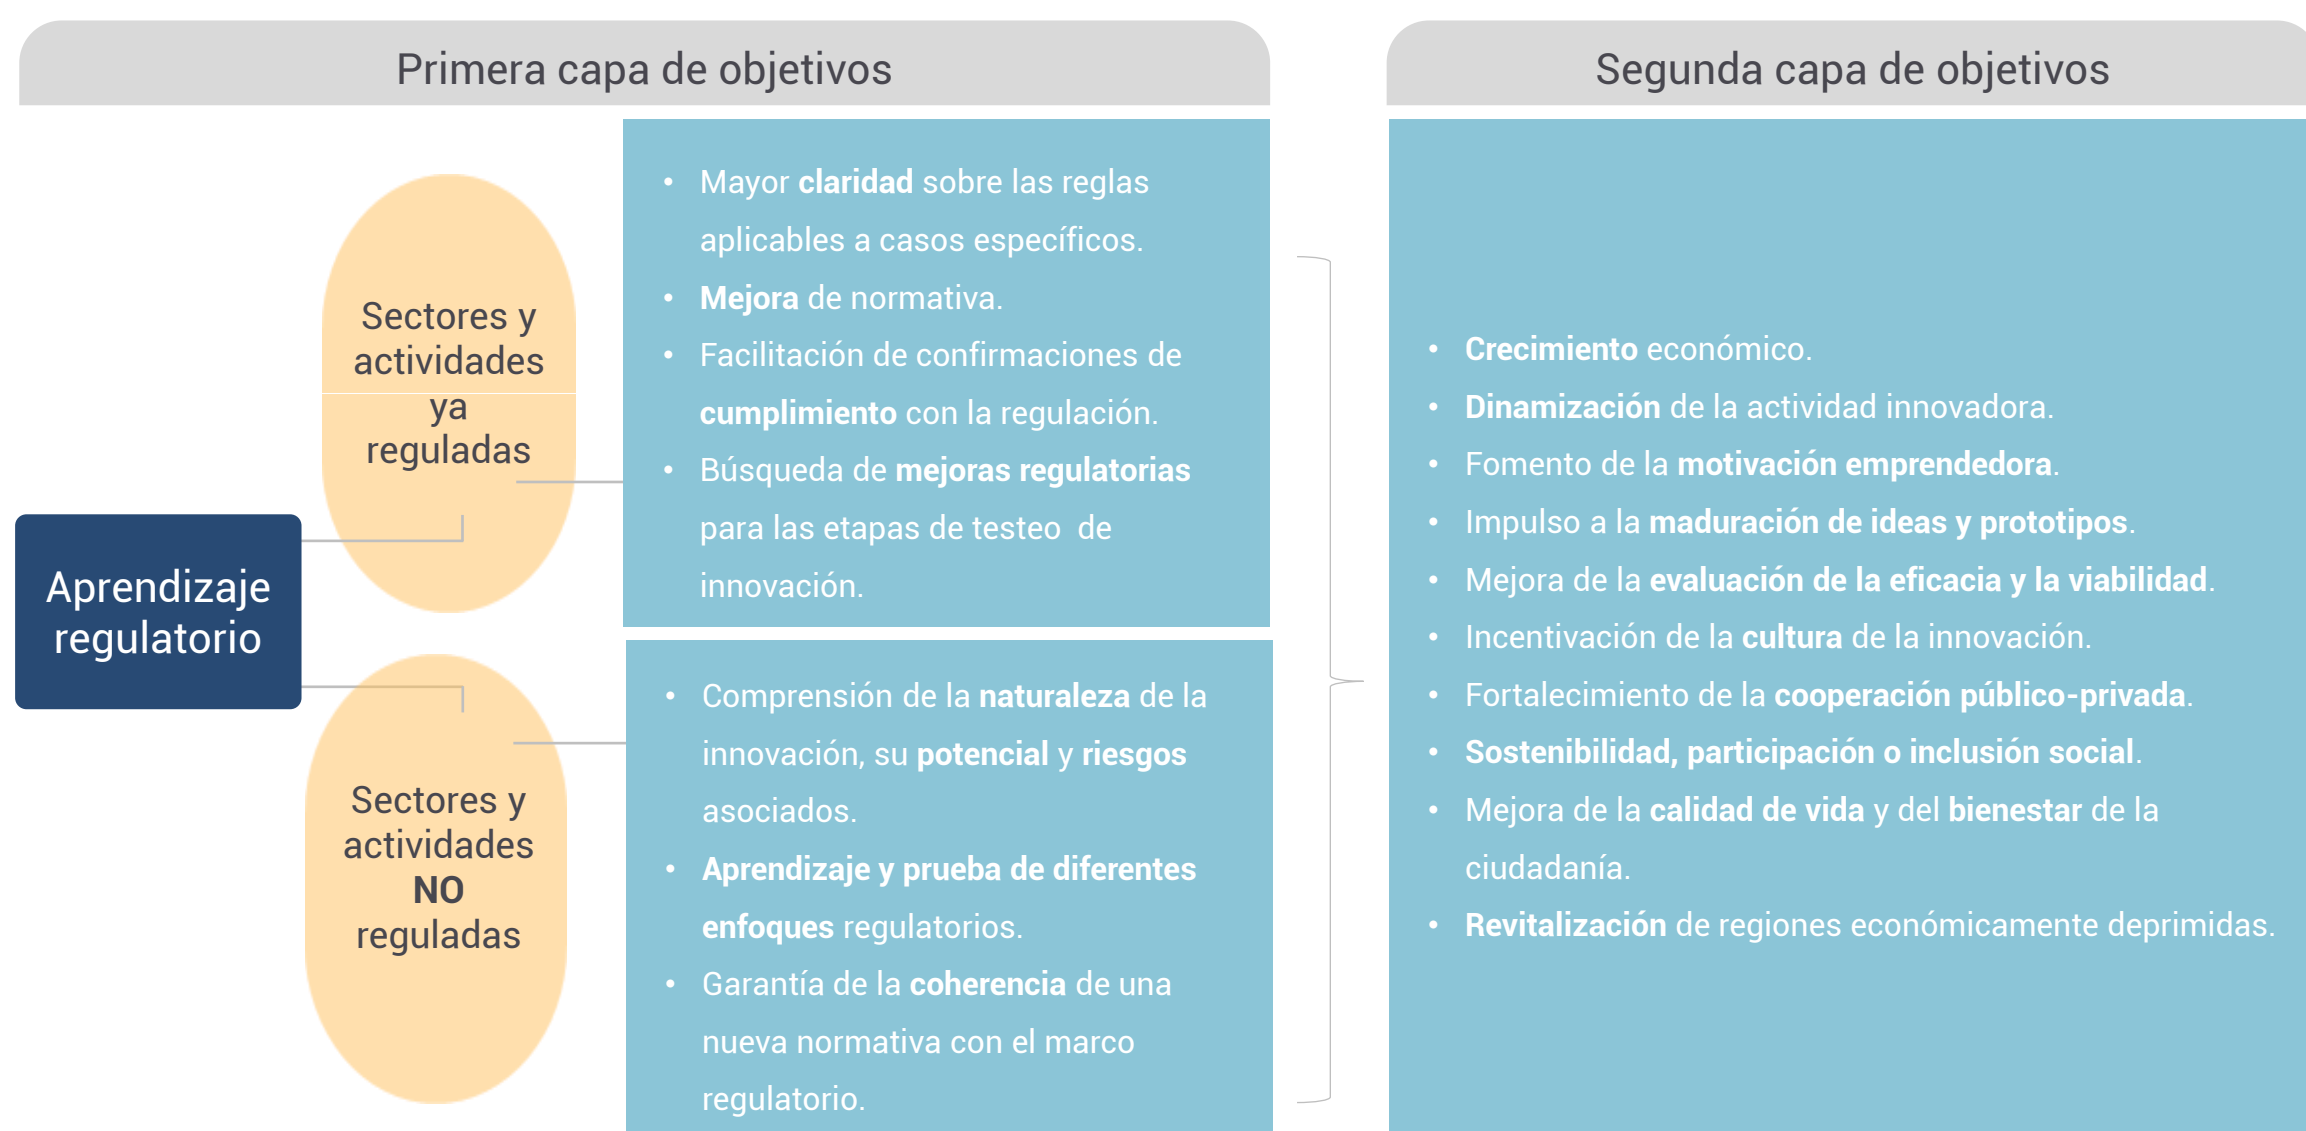 Primera capa de objetivos
Segunda capa de objetivos
Aprendizaje
regulatorio
Sectores y
actividades
ya
reguladas
• Mayor claridad sobre las reglas
aplicables a casos específicos.
• Mejora de normativa.
• Facilitación de confirmaciones de
cumplimiento con la regulación.
• Búsqueda de mejoras regulatorias
para las etapas de testeo de
innovación.
Sectores y
actividades
NO
reguladas
• Comprensión de la naturaleza de la
innovación, su potencial y riesgos
asociados.
• Aprendizaje y prueba de diferentes
enfoques regulatorios.
• Garantía de la coherencia de una
nueva normativa con el marco
regulatorio.
• Crecimiento económico.
• Dinamización de la actividad innovadora.
• Fomento de la motivación emprendedora.
• Impulso a la maduración de ideas y prototipos.
• Mejora de la evaluación de la eficacia y la viabilidad.
• Incentivación de la cultura de la innovación.
• Fortalecimiento de la cooperación público-privada.
• Sostenibilidad, participación o inclusión social.
• Mejora de la calidad de vida y del bienestar de la
ciudadanía.
• Revitalización de regiones económicamente deprimidas.